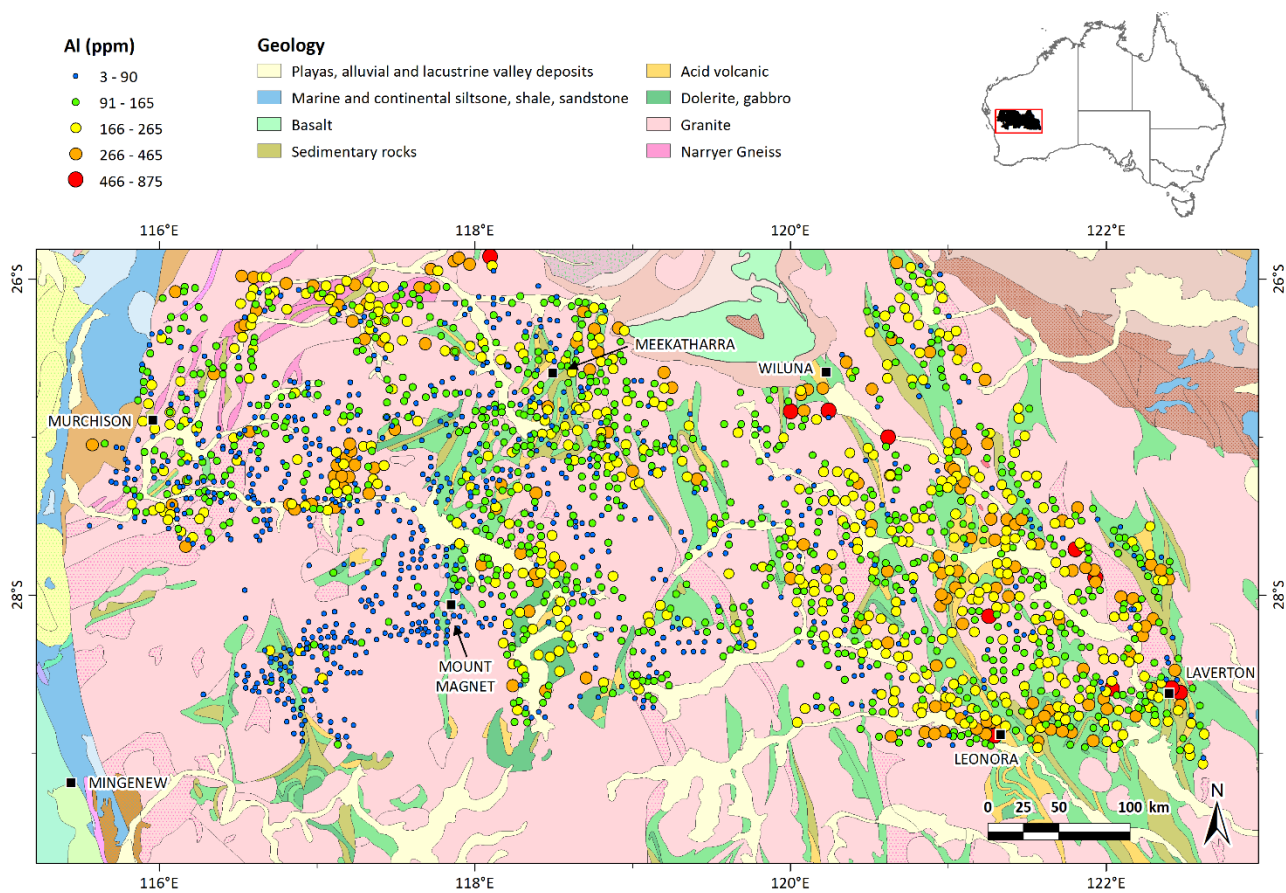 Al (ppm)
3 - 90
91 - 165
166 - 265
266 - 465
466 - 875
Geology
Playas, alluvial and lacustrine valley deposits
Marine and continental siltsone, shale, sandstone
Basalt
Sedimentary rocks
Acid volcanic
Dolerite, gabbro
Granite
Narryer Gneiss
116°E
118°E
120°E
122°E
26°S
26°S
MEEKATHARRA
WILUNA
MURCHISON
28°S
28°S
MOUNT
MAGNET
LAVERTON
LEONORA
MINGENEW
N
0 25 50 100 km
116°E
118°E
120°E
122°E